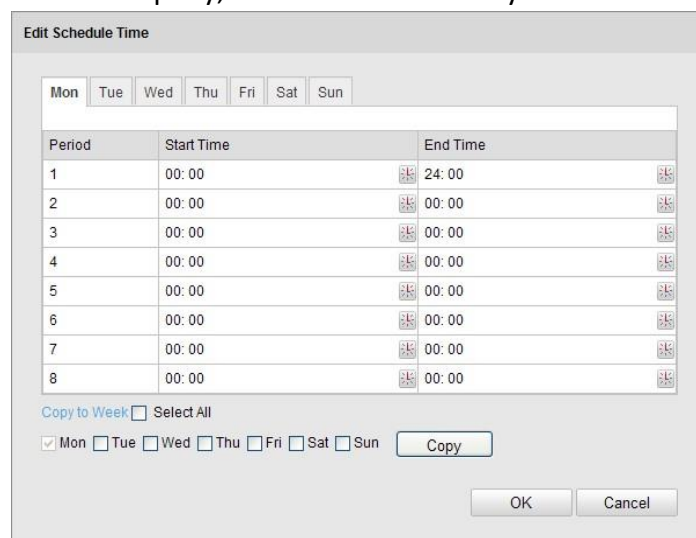 Edit Schedule Time
Mon Tue Wed Thu Fri Sat Sun
Period Start Time End Time
1 00: 00 24: 00
2 00: 00 00: 00
3 00: 00 00: 00
4 00: 00 00: 00
5 00: 00 00: 00
6 00: 00 00: 00
7 00: 00 00: 00
8 00: 00 00: 00
Copy to Week Select All
Mon Tue Wed Thu Fri Sat Sun Copy
OK Cancel